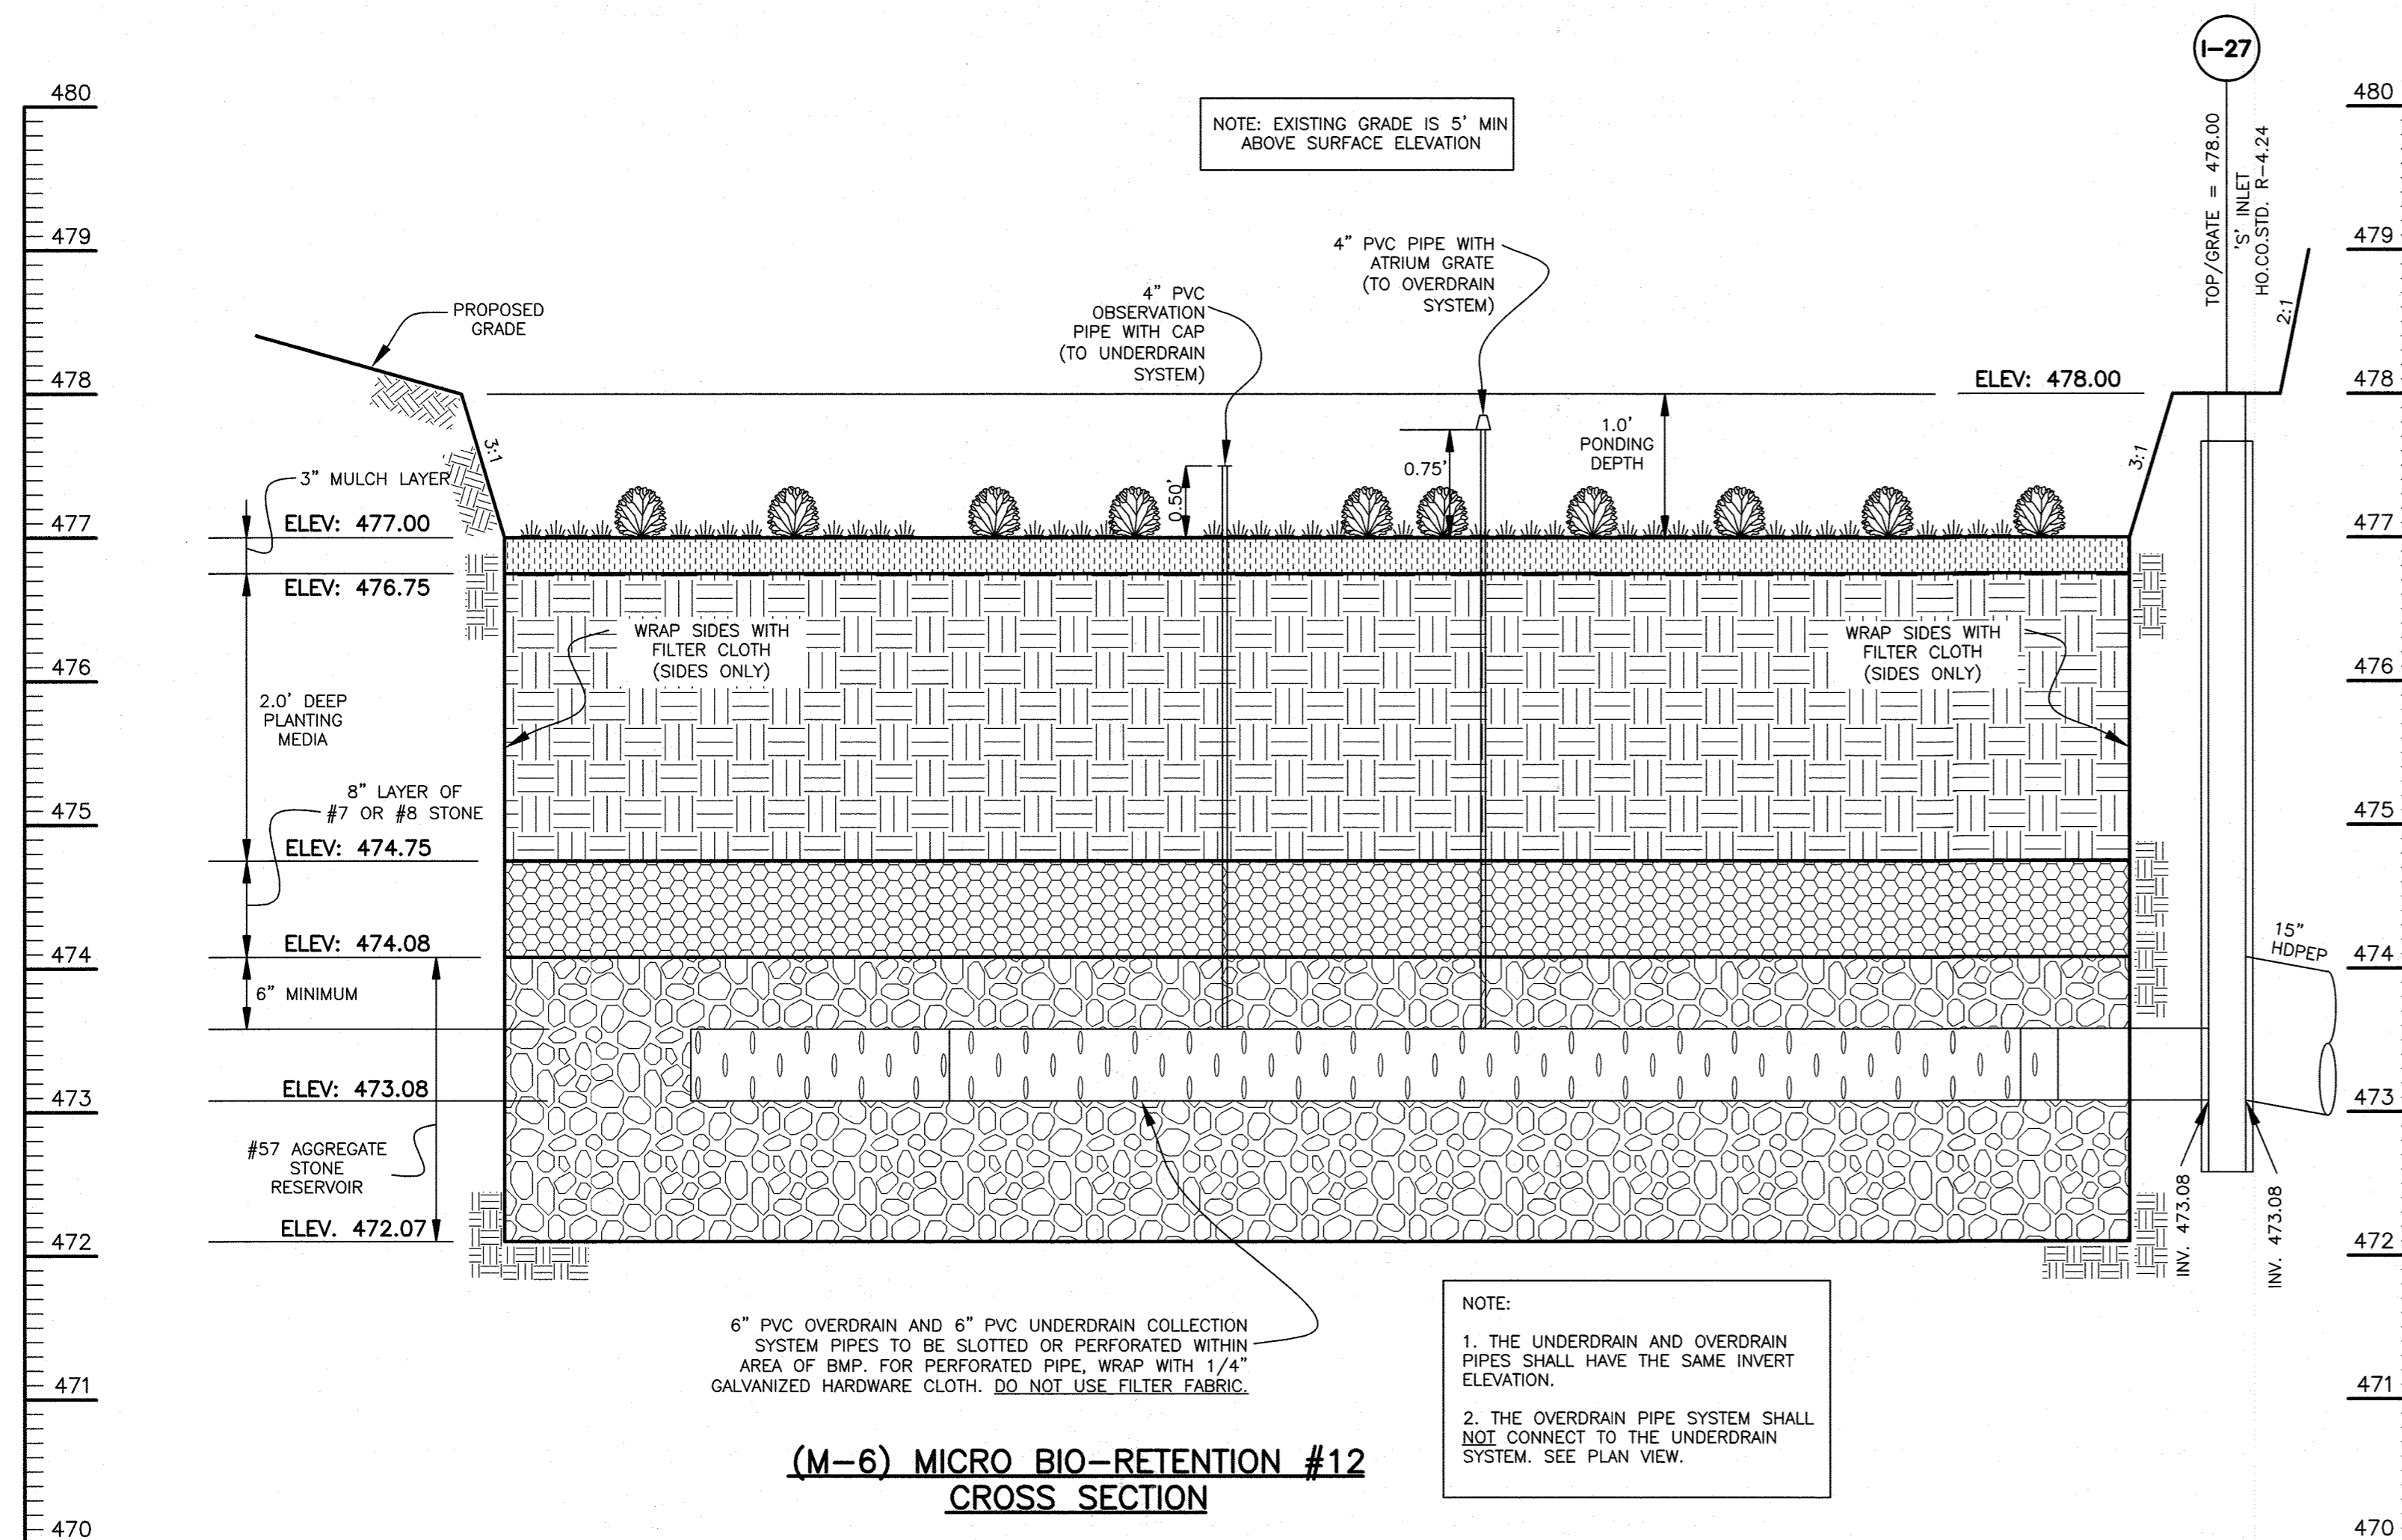 I-27
480
479
478
477
476
475
474
473
472
471
470
480
479
478
477
476
475
474
473
472
471
470
NOTE: EXISTING GRADE IS 5' MIN
ABOVE SURFACE ELEVATION
TOP/GRATE = 478.00
'S' INLET
HO.CO.STD. R-4.24
2:1
4" PVC PIPE WITH
ATRIUM GRATE
(TO OVERDRAIN
SYSTEM)
4" PVC
OBSERVATION
PIPE WITH CAP
(TO UNDERDRAIN
SYSTEM)
PROPOSED
GRADE
ELEV: 478.00
3:1
3:1
1.0'
PONDING
DEPTH
0.75'
0.50'
3" MULCH LAYER
ELEV: 477.00
ELEV: 476.75
WRAP SIDES WITH
FILTER CLOTH
(SIDES ONLY)
WRAP SIDES WITH
FILTER CLOTH
(SIDES ONLY)
2.0' DEEP
PLANTING
MEDIA
8" LAYER OF
#7 OR #8 STONE
ELEV: 474.75
ELEV: 474.08
6" MINIMUM
15"
HDPEP
ELEV: 473.08
#57 AGGREGATE
STONE
RESERVOIR
ELEV. 472.07
INV. 473.08
INV. 473.08
6" PVC OVERDRAIN AND 6" PVC UNDERDRAIN COLLECTION
SYSTEM PIPES TO BE SLOTTED OR PERFORATED WITHIN
AREA OF BMP. FOR PERFORATED PIPE, WRAP WITH 1/4"
GALVANIZED HARDWARE CLOTH. DO NOT USE FILTER FABRIC.
NOTE:
1. THE UNDERDRAIN AND OVERDRAIN
PIPES SHALL HAVE THE SAME INVERT
ELEVATION.
2. THE OVERDRAIN PIPE SYSTEM SHALL
NOT CONNECT TO THE UNDERDRAIN
SYSTEM. SEE PLAN VIEW.
(M-6) MICRO BIO-RETENTION #12
CROSS SECTION